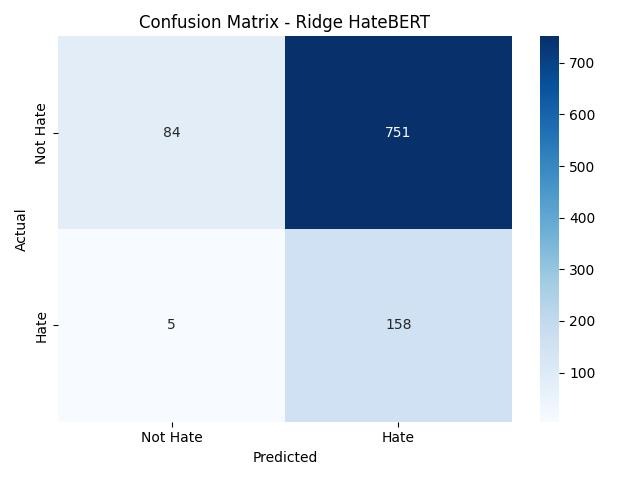 Confusion Matrix - Ridge HateBERT
Actual
Not Hate
84
751
Hate
5
158
Not Hate
Hate
Predicted
700
600
500
400
300
200
100